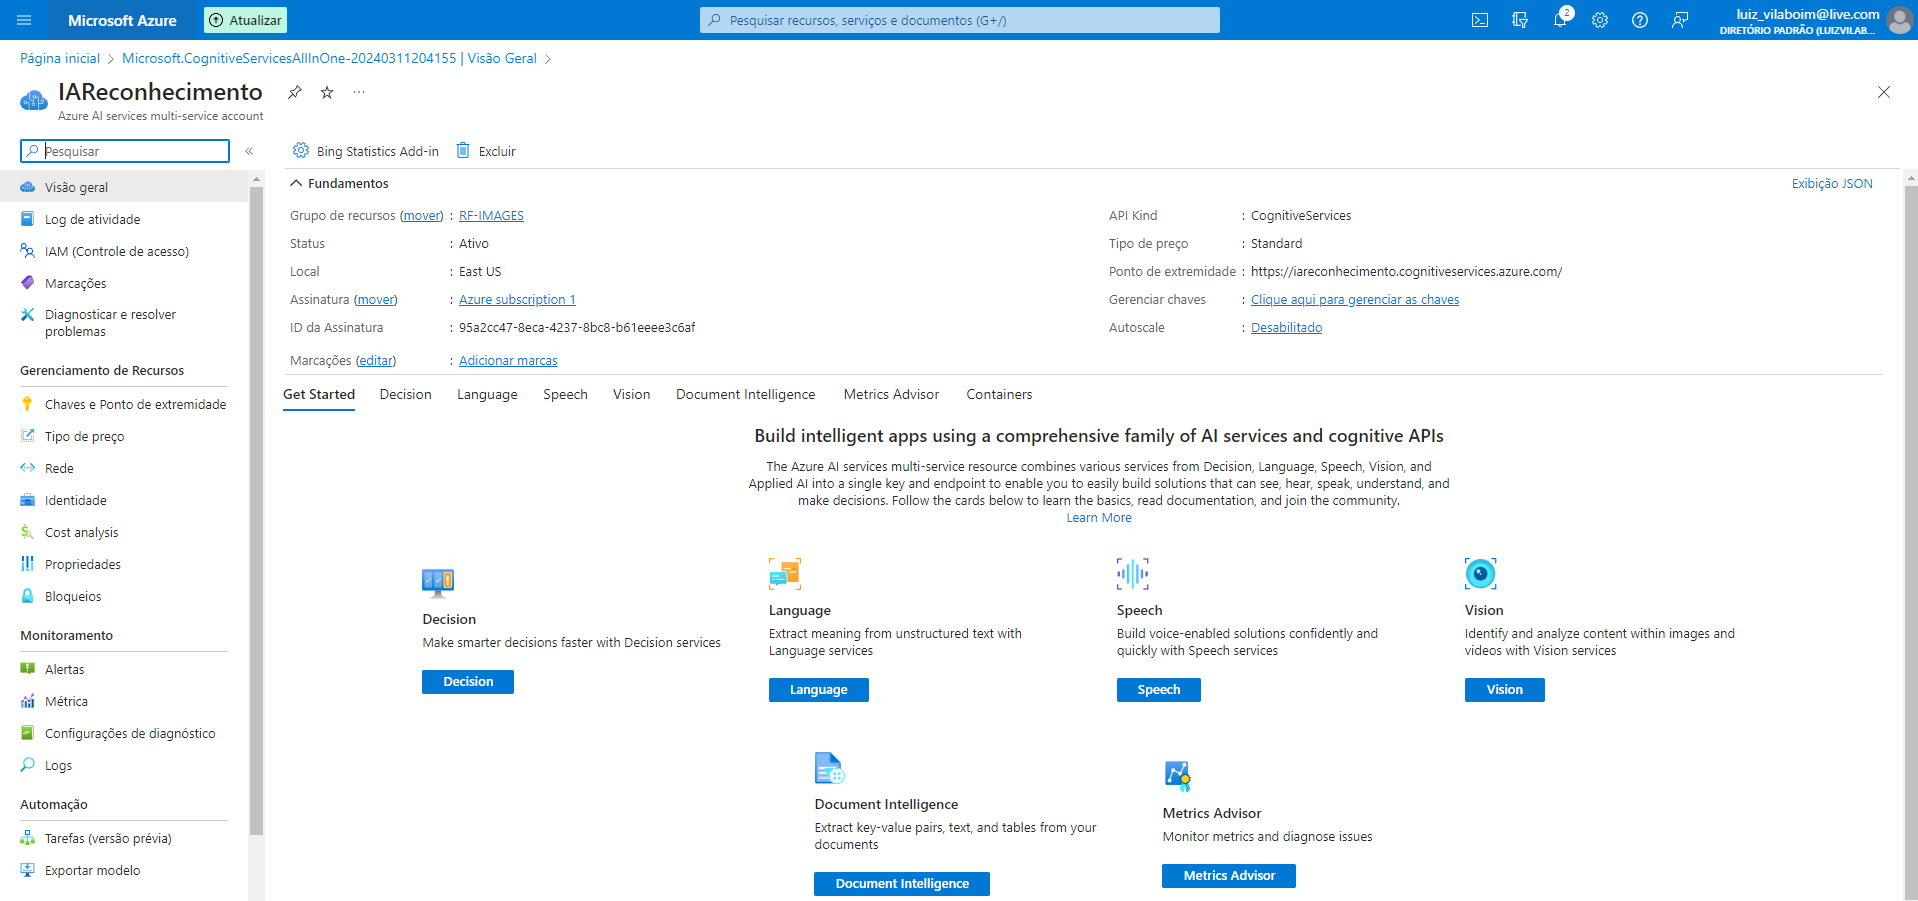 Microsoft Azure
Atualizar
Pesquisar recursos, serviços e documentos (G+/)
2
luiz_vilaboim@live.com
DIRETÓRIO PADRÃO (LUIZVILAB...
Página inicial
Microsoft.CognitiveServicesAllInOne-20240311204155 | Visão Geral
IAReconhecimento
Azure AI services multi-service account
Pesquisar
Visão geral
Log de atividade
IAM (Controle de acesso)
Marcações
Diagnosticar e resolver
problemas
Gerenciamento de Recursos
Chaves e Ponto de extremidade
Tipo de preço
Rede
Identidade
Cost analysis
Propriedades
Bloqueios
Monitoramento
Alertas
Métrica
Configurações de diagnóstico
Logs
Automação
Tarefas (versão prévia)
Exportar modelo
Bing Statistics Add-in
Excluir
Fundamentos
Exibição JSON
Grupo de recursos (mover) : RF-IMAGES
Status : Ativo
Local : East US
Assinatura (mover) : Azure subscription 1
ID da Assinatura : 95a2cc47-8eca-4237-8bc8-b61eeee3c6af
Marcações (editar) : Adicionar marcas
API Kind : CognitiveServices
Tipo de preço : Standard
Ponto de extremidade : https://iareconhecimento.cognitiveservices.azure.com/
Gerenciar chaves : Clique aqui para gerenciar as chaves
Autoscale : Desabilitado
Get Started Decision Language Speech Vision Document Intelligence Metrics Advisor Containers
Build intelligent apps using a comprehensive family of AI services and cognitive APIs
The Azure AI services multi-service resource combines various services from Decision, Language, Speech, Vision, and
Applied AI into a single key and endpoint to enable you to easily build solutions that can see, hear, speak, understand, and
make decisions. Follow the cards below to learn the basics, read documentation, and join the community.
Learn More
Decision
Make smarter decisions faster with Decision services
Decision
Language
Extract meaning from unstructured text with
Language services
Language
Speech
Build voice-enabled solutions confidently and
quickly with Speech services
Speech
Vision
Identify and analyze content within images and
videos with Vision services
Vision
Document Intelligence
Extract key-value pairs, text, and tables from your
documents
Document Intelligence
Metrics Advisor
Monitor metrics and diagnose issues
Metrics Advisor